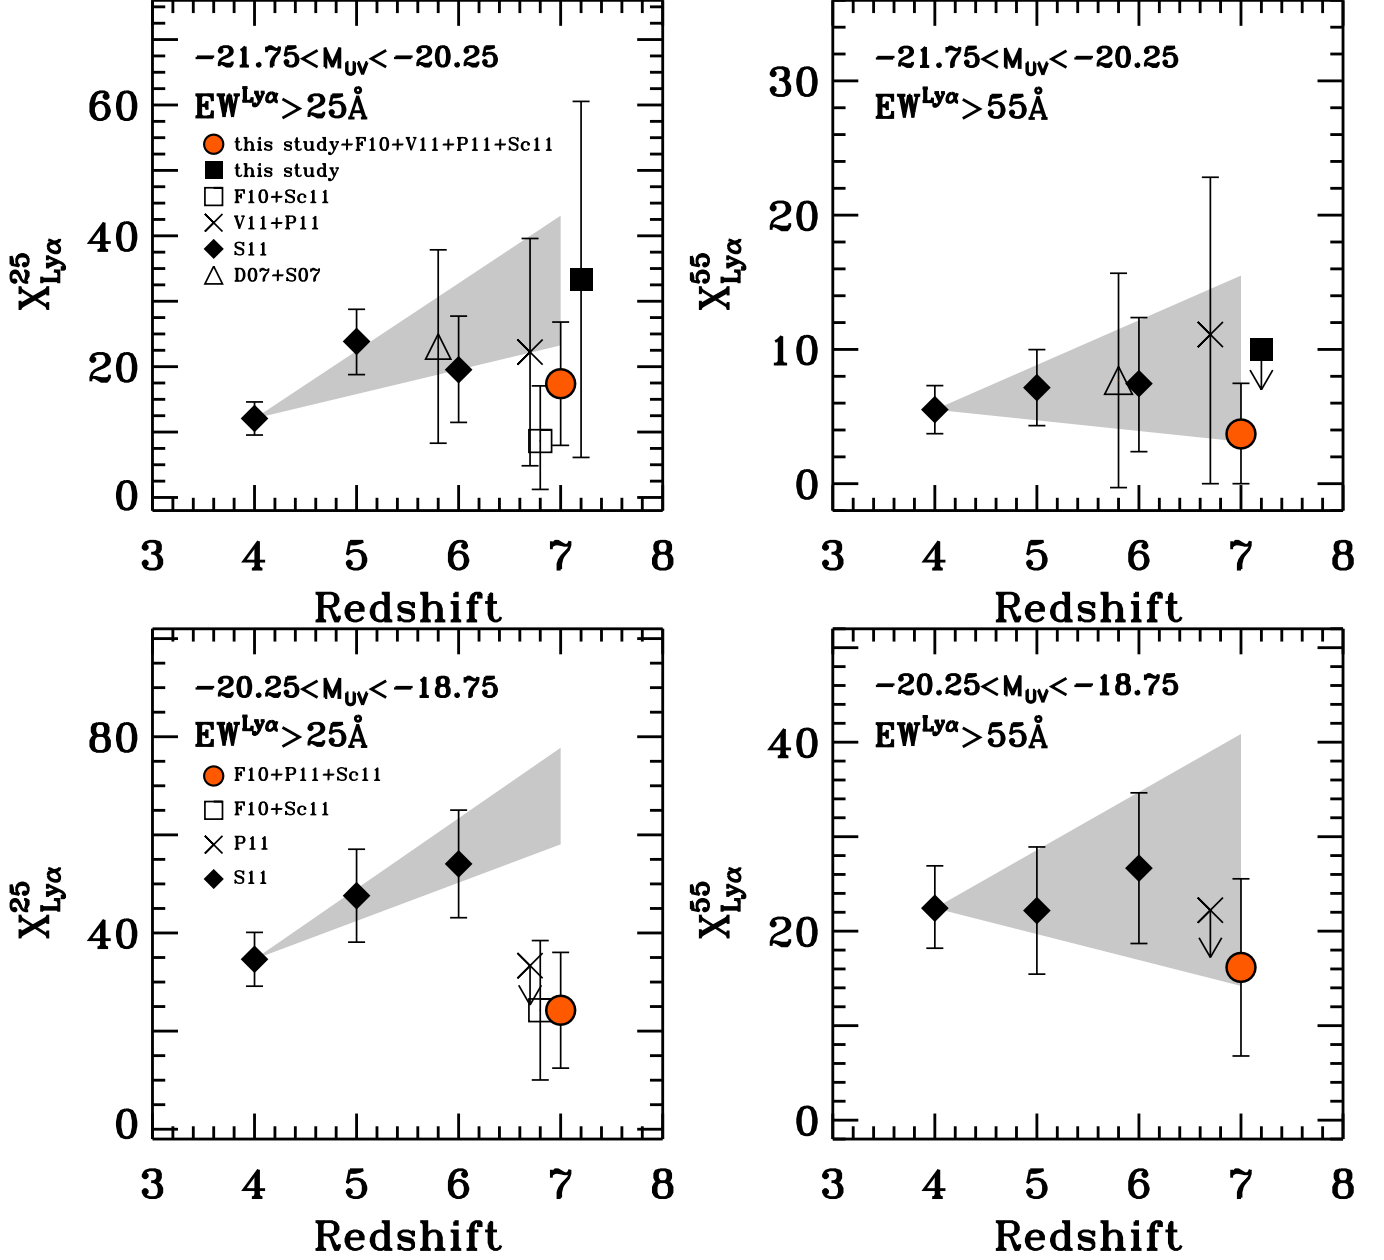 −21.75<M_UV<−20.25
EW^Lyα>25Å
this study+F10+V11+P11+Sc11
this study
F10+Sc11
V11+P11
S11
D07+S07
60
40
20
0
X^25_Lyα
3 4 5 6 7 8
Redshift
−21.75<M_UV<−20.25
EW^Lyα>55Å
30
20
10
0
X^55_Lyα
3 4 5 6 7 8
Redshift
−20.25<M_UV<−18.75
EW^Lyα>25Å
F10+P11+Sc11
F10+Sc11
P11
S11
80
40
0
X^25_Lyα
3 4 5 6 7 8
Redshift
−20.25<M_UV<−18.75
EW^Lyα>55Å
40
20
0
X^55_Lyα
3 4 5 6 7 8
Redshift